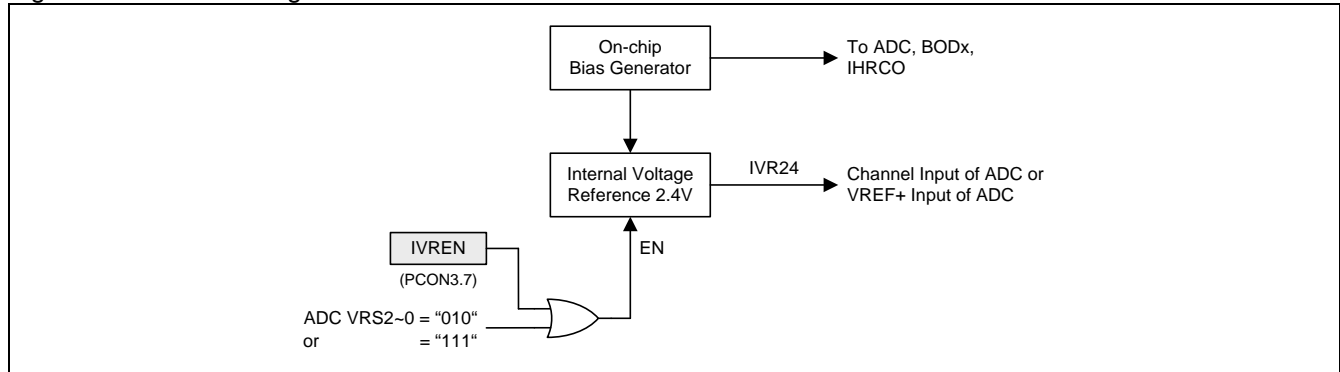 On-chip
Bias Generator
To ADC, BODx,
IHRCO
Internal Voltage
Reference 2.4V
IVR24
Channel Input of ADC or
VREF+ Input of ADC
IVREN
EN
(PCON3.7)
ADC VRS2~0 = “010“
or = “111“